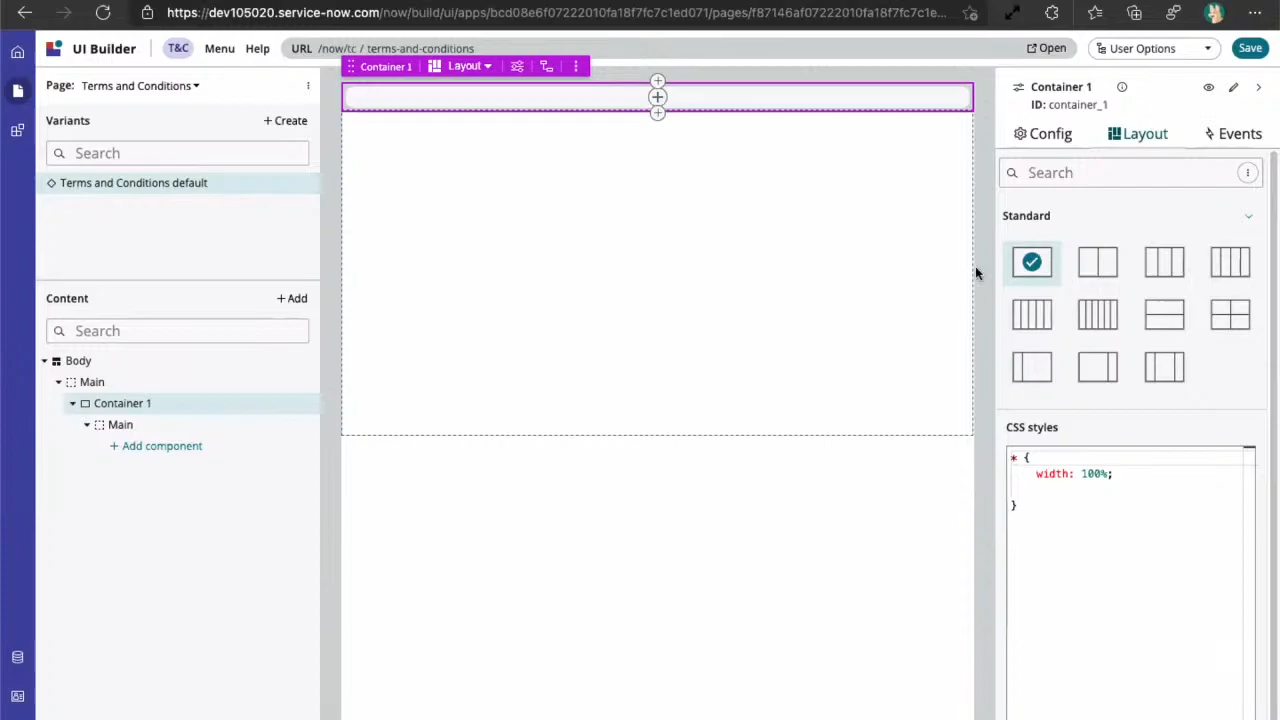 https://dev105020.service-now.com/now/build/ui/apps/bcd08e6f07222010fa18f7fc7c1ed071/pages/f87146af07222010fa18f7fc7c1e...
UI Builder
T&C
Menu
Help
URL /now/tc / terms-and-conditions
Open
User Options
Save
Page: Terms and Conditions
Variants
+ Create
Search
Terms and Conditions default
Content
+ Add
Search
Body
Main
Container 1
Main
+ Add component
Container 1
Layout
Container 1
ID: container_1
Config
Layout
Events
Search
Standard
CSS styles
* {
width: 100%;
}